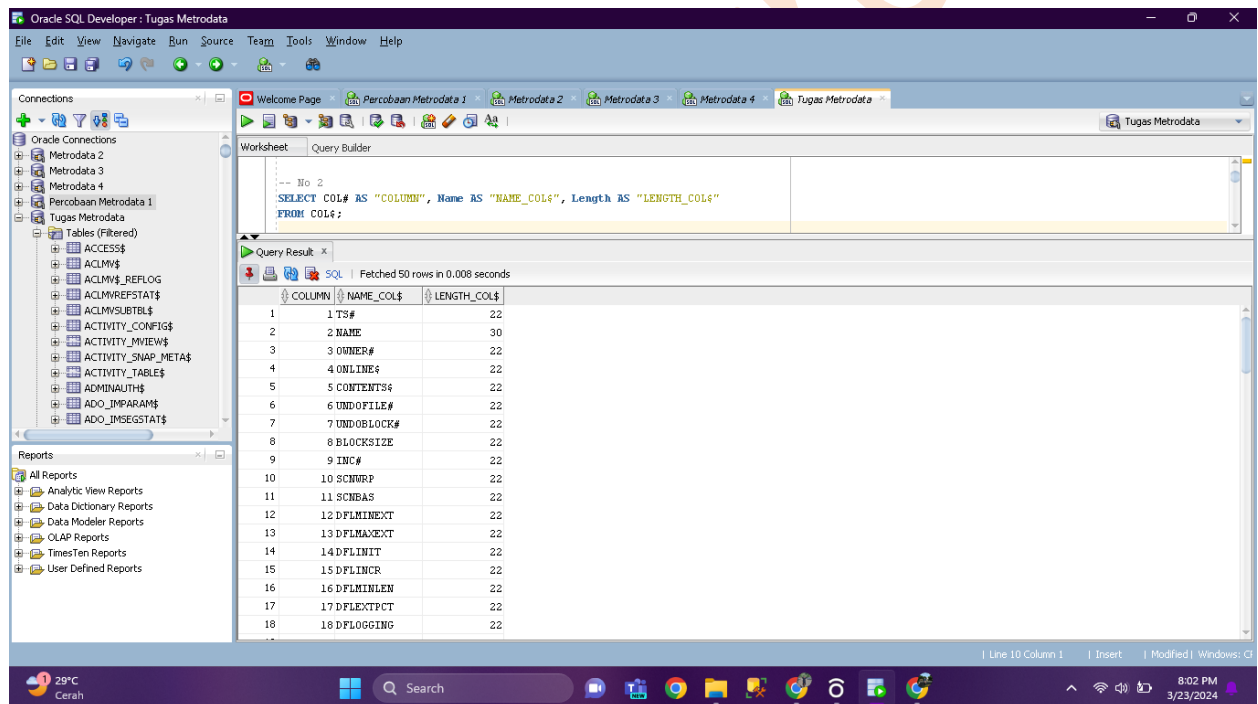 Oracle SQL Developer : Tugas Metrodata
File Edit View Navigate Run Source Team Tools Window Help
Connections
Oracle Connections
Metrodata 2
Metrodata 3
Metrodata 4
Percobaan Metrodata 1
Tugas Metrodata
Tables (Filtered)
ACCESS$
ACLMV$
ACLMV$_REFLOG
ACLMVREFSTAT$
ACLMVSUBTBL$
ACTIVITY_CONFIG$
ACTIVITY_MVIEW$
ACTIVITY_SNAP_META$
ACTIVITY_TABLE$
ADMINAUTH$
ADO_IMPARAM$
ADO_IMSEGSTAT$
Reports
All Reports
Analytic View Reports
Data Dictionary Reports
Data Modeler Reports
OLAP Reports
TimesTen Reports
User Defined Reports
Welcome Page Percobaan Metrodata 1 Metrodata 2 Metrodata 3 Metrodata 4 Tugas Metrodata
SQL Tugas Metrodata
Worksheet Query Builder
-- No 2
SELECT COL# AS "COLUMN", Name AS "NAME_COL$", Length AS "LENGTH_COL$"
FROM COL$;
Query Result
SQL | Fetched 50 rows in 0.008 seconds
COLUMN NAME_COL$ LENGTH_COL$
1 1 TS# 22
2 2 NAME 30
3 3 OWNER# 22
4 4 ONLINE$ 22
5 5 CONTENTS$ 22
6 6 UNDOFILE# 22
7 7 UNDOBLOCK# 22
8 8 BLOCKSIZE 22
9 9 INC# 22
10 10 SCNWRP 22
11 11 SCNBAS 22
12 12 DFLMINEXT 22
13 13 DFLMAXEXT 22
14 14 DFLINIT 22
15 15 DFLINCR 22
16 16 DFLMINLEN 22
17 17 DFLEXTPCT 22
18 18 DFLOGGING 22
| Line 10 Column 1 | Insert | Modified | Windows:
1
29°C
Cerah
Search
NEW
8:02 PM
3/23/2024